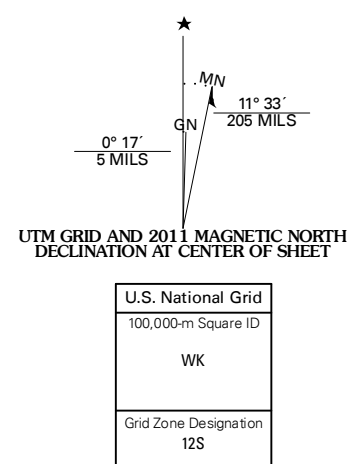 MN
11° 33´
205 MILS
GN
0° 17´
5 MILS
UTM GRID AND 2011 MAGNETIC NORTH
DECLINATION AT CENTER OF SHEET
U.S. National Grid
100,000-m Square ID
WK
Grid Zone Designation
12S